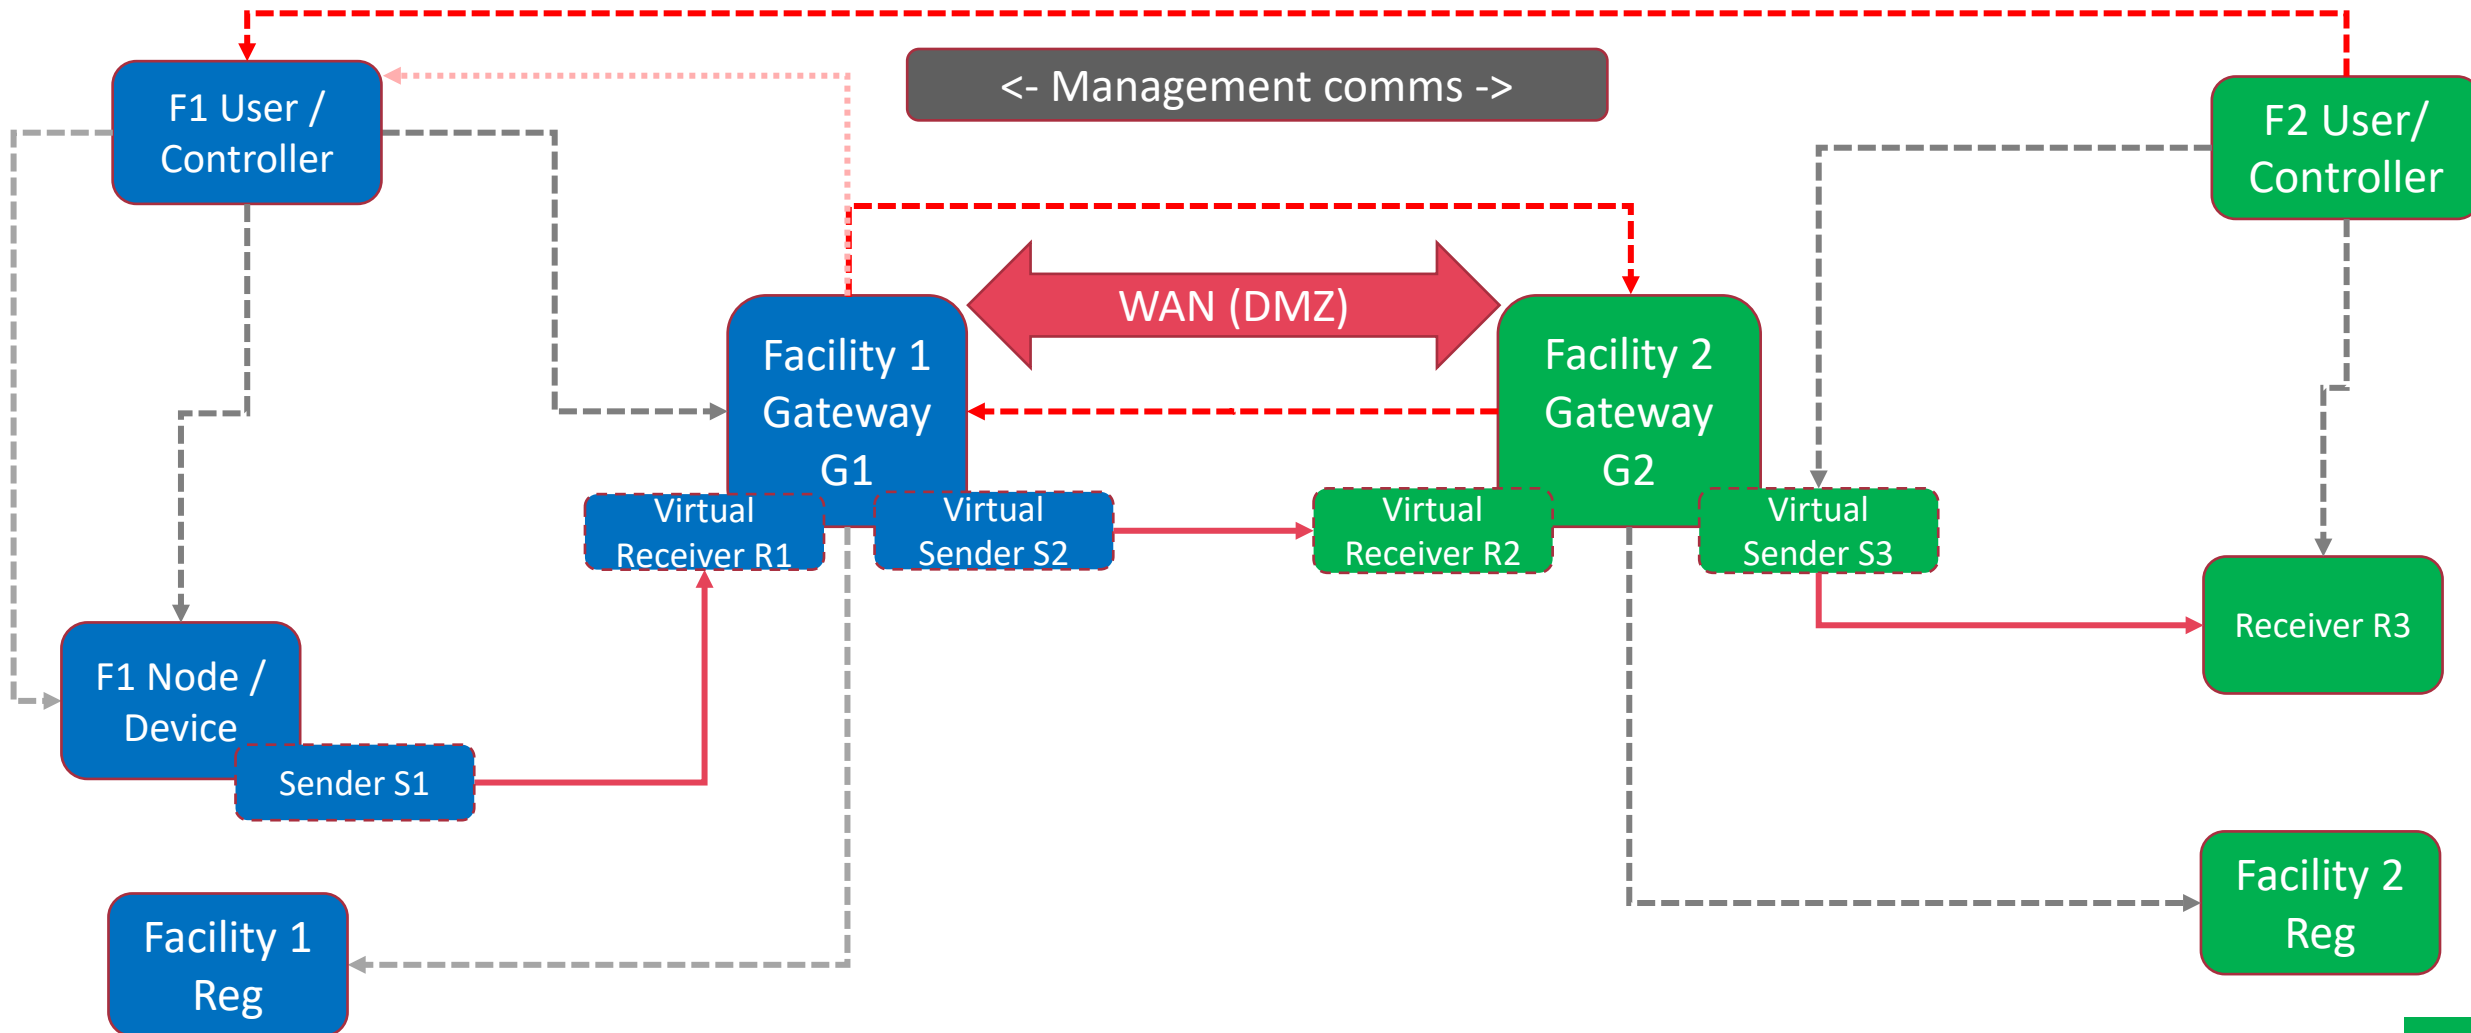 <- Management comms ->
F1 User /
Controller
F2 User/
Controller
WAN (DMZ)
Facility 1
Gateway
G1
Facility 2
Gateway
G2
Virtual
Receiver R1
Virtual
Sender S2
Virtual
Receiver R2
Virtual
Sender S3
Receiver R3
F1 Node /
Device
Sender S1
Facility 1
Reg
Facility 2
Reg